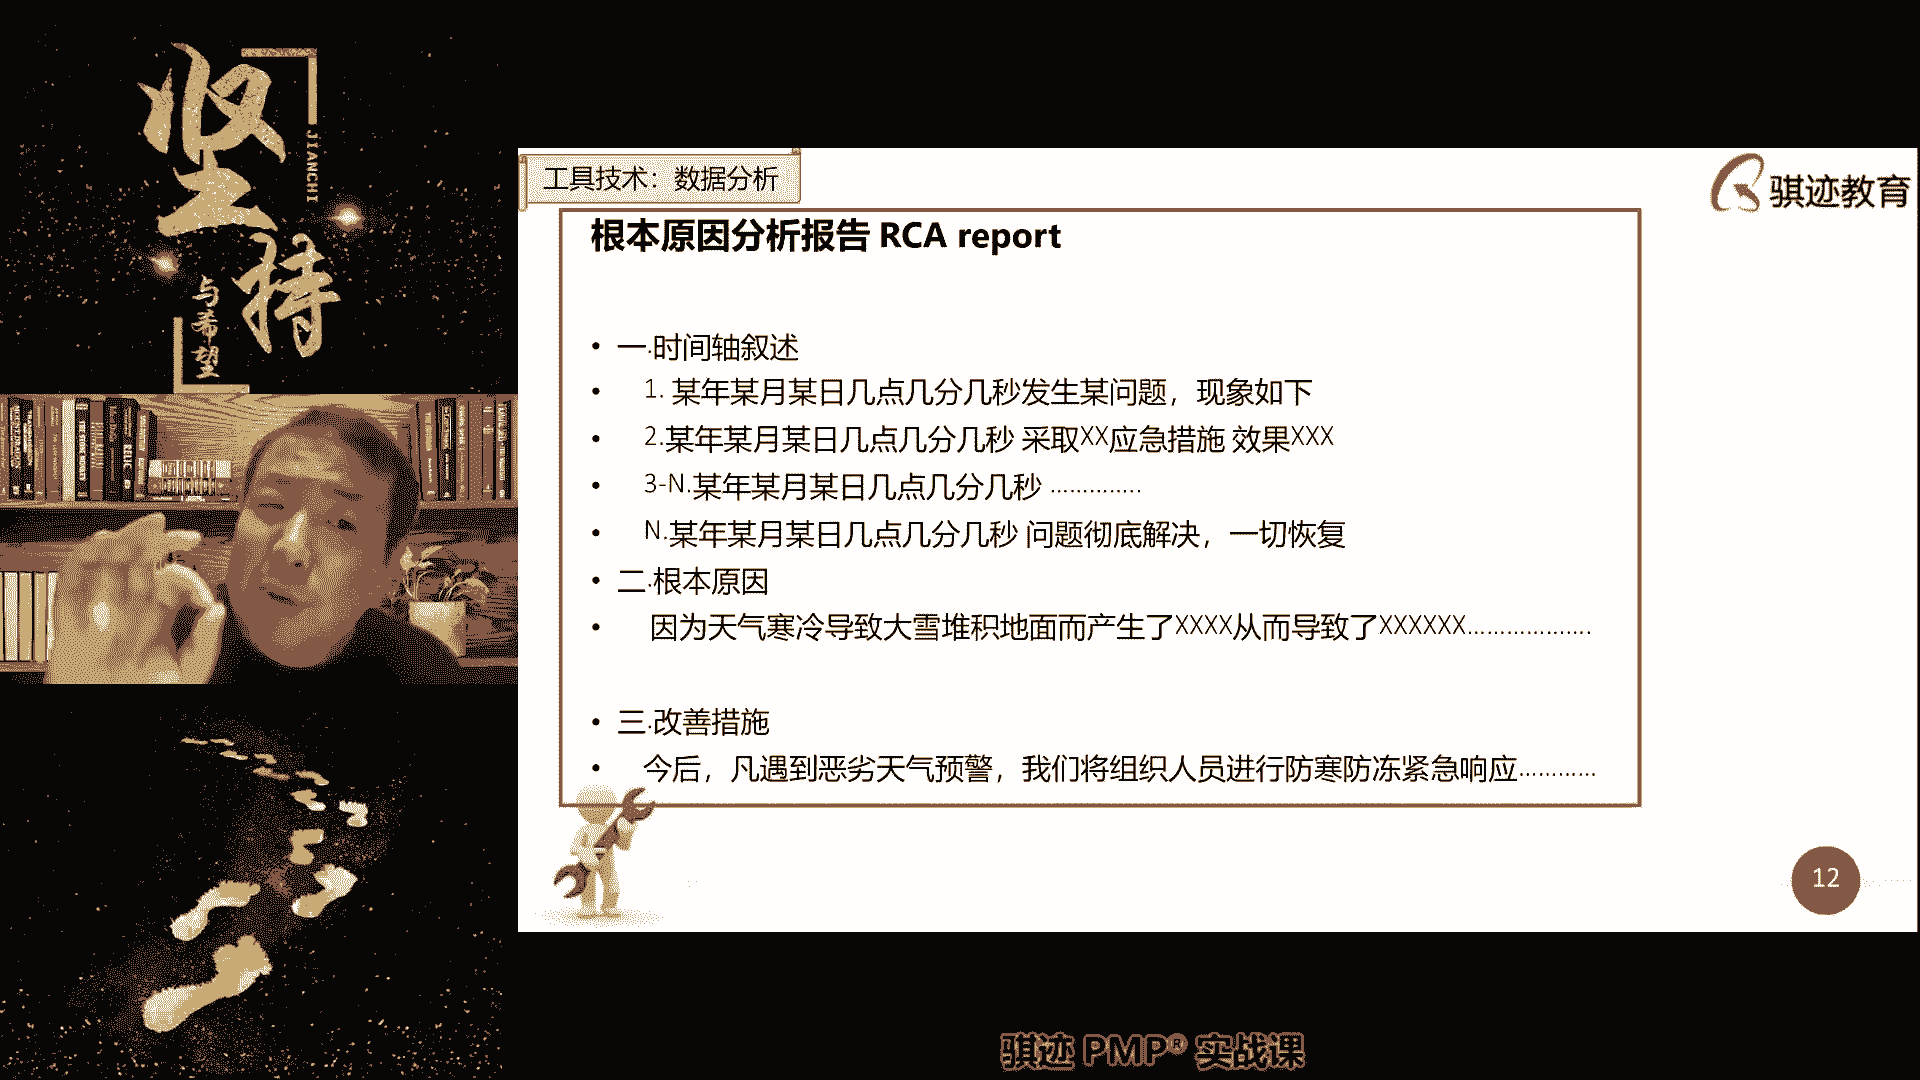 坚持
JIANCHI
与希望
工具技术：数据分析
骐迹教育
根本原因分析报告 RCA report
• 一.时间轴叙述
• 1. 某年某月某日几点几分几秒发生某问题，现象如下
• 2.某年某月某日几点几分几秒 采取XX应急措施 效果XXX
• 3-N.某年某月某日几点几分几秒 .............
• N.某年某月某日几点几分几秒 问题彻底解决，一切恢复
• 二.根本原因
• 因为天气寒冷导致大雪堆积地面而产生了XXXX从而导致了XXXXXX..................
• 三.改善措施
• 今后，凡遇到恶劣天气预警，我们将组织人员进行防寒防冻紧急响应............
12
骐迹 PMP® 实战课